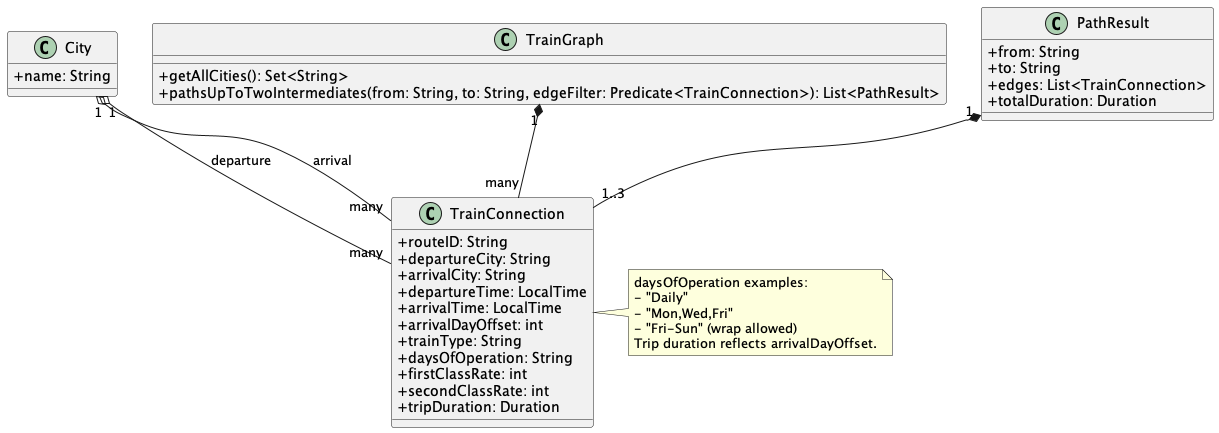 C City
+name: String
C TrainGraph
+getAllCities(): Set<String>
+pathsUpToTwoIntermediates(from: String, to: String, edgeFilter: Predicate<TrainConnection>): List<PathResult>
C PathResult
+from: String
+to: String
+edges: List<TrainConnection>
+totalDuration: Duration
1 1
1
1
departure
arrival
many
many
many
1..3
C TrainConnection
+routeID: String
+departureCity: String
+arrivalCity: String
+departureTime: LocalTime
+arrivalTime: LocalTime
+arrivalDayOffset: int
+trainType: String
+daysOfOperation: String
+firstClassRate: int
+secondClassRate: int
+tripDuration: Duration
daysOfOperation examples:
- "Daily"
- "Mon,Wed,Fri"
- "Fri-Sun" (wrap allowed)
Trip duration reflects arrivalDayOffset.